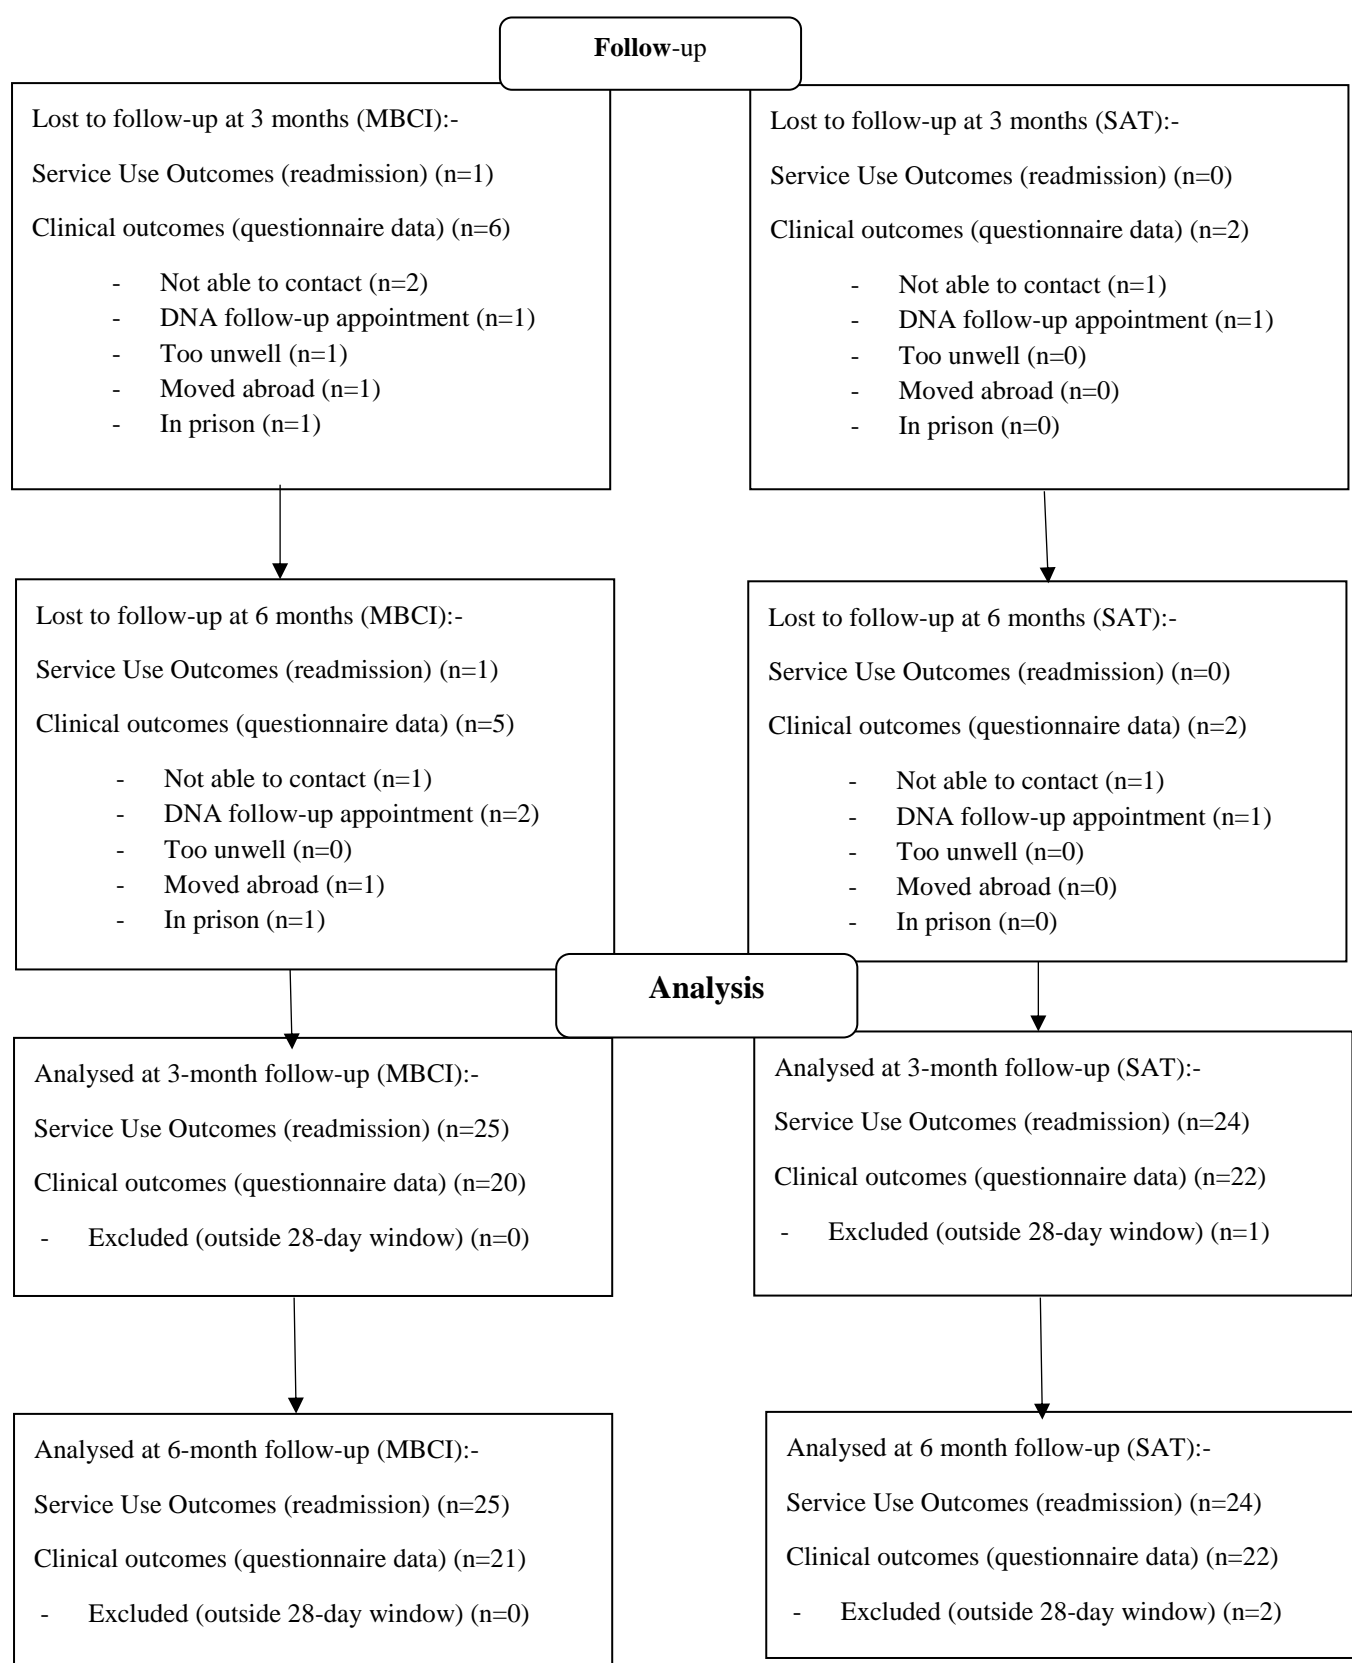 Follow-up
Lost to follow-up at 3 months (MBCI):-
Service Use Outcomes (readmission) (n=1)
Clinical outcomes (questionnaire data) (n=6)
- Not able to contact (n=2)
- DNA follow-up appointment (n=1)
- Too unwell (n=1)
- Moved abroad (n=1)
- In prison (n=1)
Lost to follow-up at 3 months (SAT):-
Service Use Outcomes (readmission) (n=0)
Clinical outcomes (questionnaire data) (n=2)
- Not able to contact (n=1)
- DNA follow-up appointment (n=1)
- Too unwell (n=0)
- Moved abroad (n=0)
- In prison (n=0)
Lost to follow-up at 6 months (MBCI):-
Service Use Outcomes (readmission) (n=1)
Clinical outcomes (questionnaire data) (n=5)
- Not able to contact (n=1)
- DNA follow-up appointment (n=2)
- Too unwell (n=0)
- Moved abroad (n=1)
- In prison (n=1)
Lost to follow-up at 6 months (SAT):-
Service Use Outcomes (readmission) (n=0)
Clinical outcomes (questionnaire data) (n=2)
- Not able to contact (n=1)
- DNA follow-up appointment (n=1)
- Too unwell (n=0)
- Moved abroad (n=0)
- In prison (n=0)
Analysis
Analysed at 3-month follow-up (MBCI):-
Service Use Outcomes (readmission) (n=25)
Clinical outcomes (questionnaire data) (n=20)
- Excluded (outside 28-day window) (n=0)
Analysed at 3-month follow-up (SAT):-
Service Use Outcomes (readmission) (n=24)
Clinical outcomes (questionnaire data) (n=22)
- Excluded (outside 28-day window) (n=1)
Analysed at 6-month follow-up (MBCI):-
Service Use Outcomes (readmission) (n=25)
Clinical outcomes (questionnaire data) (n=21)
- Excluded (outside 28-day window) (n=0)
Analysed at 6 month follow-up (SAT):-
Service Use Outcomes (readmission) (n=24)
Clinical outcomes (questionnaire data) (n=22)
- Excluded (outside 28-day window) (n=2)